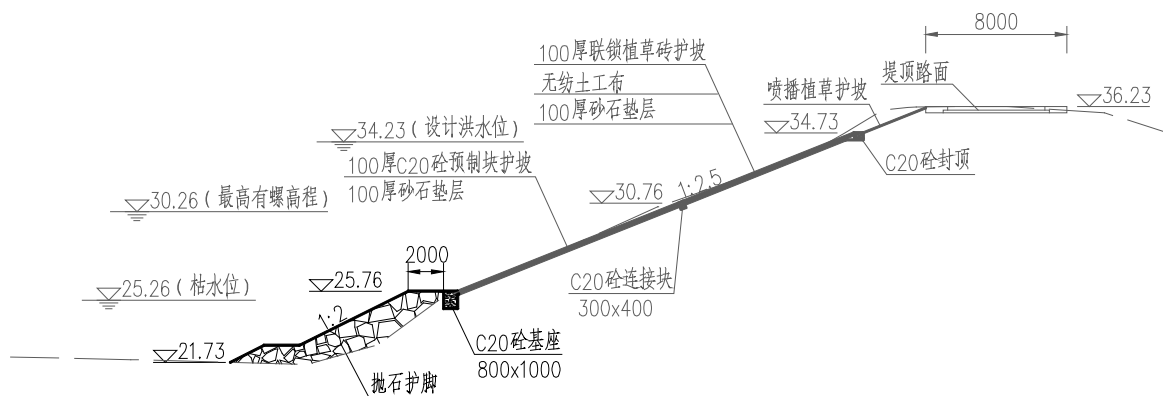 8000
100厚联锁植草砖护坡
无纺土工布
100厚砂石垫层
喷播植草护坡
堤顶路面
36.23
34.73
34.23(设计洪水位)
C20砼封顶
100厚C20砼预制块护坡
100厚砂石垫层
30.76
1:2.5
30.26(最高有螺高程)
2000
C20砼连接块
300x400
25.76
25.26(枯水位)
1:2
C20砼基座
800x1000
21.73
抛石护脚